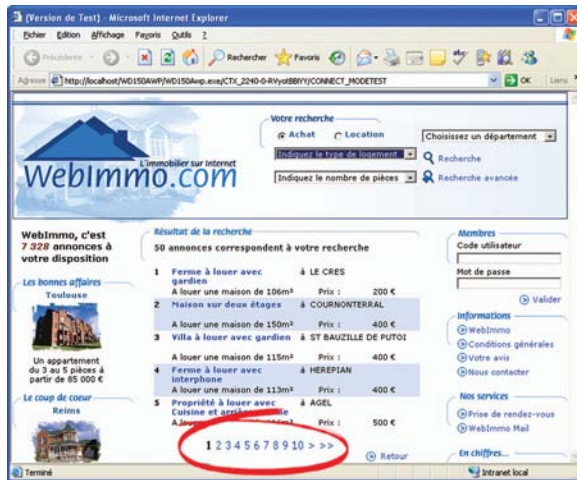 (Version de Test) - Microsoft Internet Explorer
Fichier Edition Affichage Favoris Outils ?
Précédente Rechercher Favoris
Adresse http://localhost/WD150AWP/WD150Awp.exe/CTX_2240-0-RVyotBBIYY/CONNECT_MODETEST OK Liens
Votre recherche
Achat Location
Choisissez un département
Indiquez le type de logement
Recherche
Indiquez le nombre de pièces
Recherche avancée
L'immobilier sur Internet
WebImmo.com
WebImmo, c'est
7 328 annonces à
votre disposition
Les bonnes affaires
Toulouse
Un appartement
du 3 au 5 pièces à
partir de 85 000 €
Le coup de coeur
Reims
Résultat de la recherche
50 annonces correspondent à votre recherche
1 Ferme à louer avec gardien à LE CRES
A louer une maison de 106m² Prix : 200 €
2 Maison sur deux étages à COURNONTERRAL
A louer une maison de 150m² Prix : 400 €
3 Villa à louer avec gardien à ST BAUZILLE DE PUTOI
A louer une maison de 115m² Prix : 400 €
4 Ferme à louer avec interphone à HEREPIAN
A louer une maison de 113m² Prix : 400 €
5 Propriété à louer avec à AGEL
Cuisine et
A louer une maison de Prix : 500 €
1 2 3 4 5 6 7 8 9 10 > >>
Retour
Membres
Code utilisateur
Mot de passe
Valider
Informations
WebImmo
Conditions générales
Votre avis
Nous contacter
Nos services
Prise de rendez-vous
WebImmo Mail
En chiffres...
Terminé Intranet local